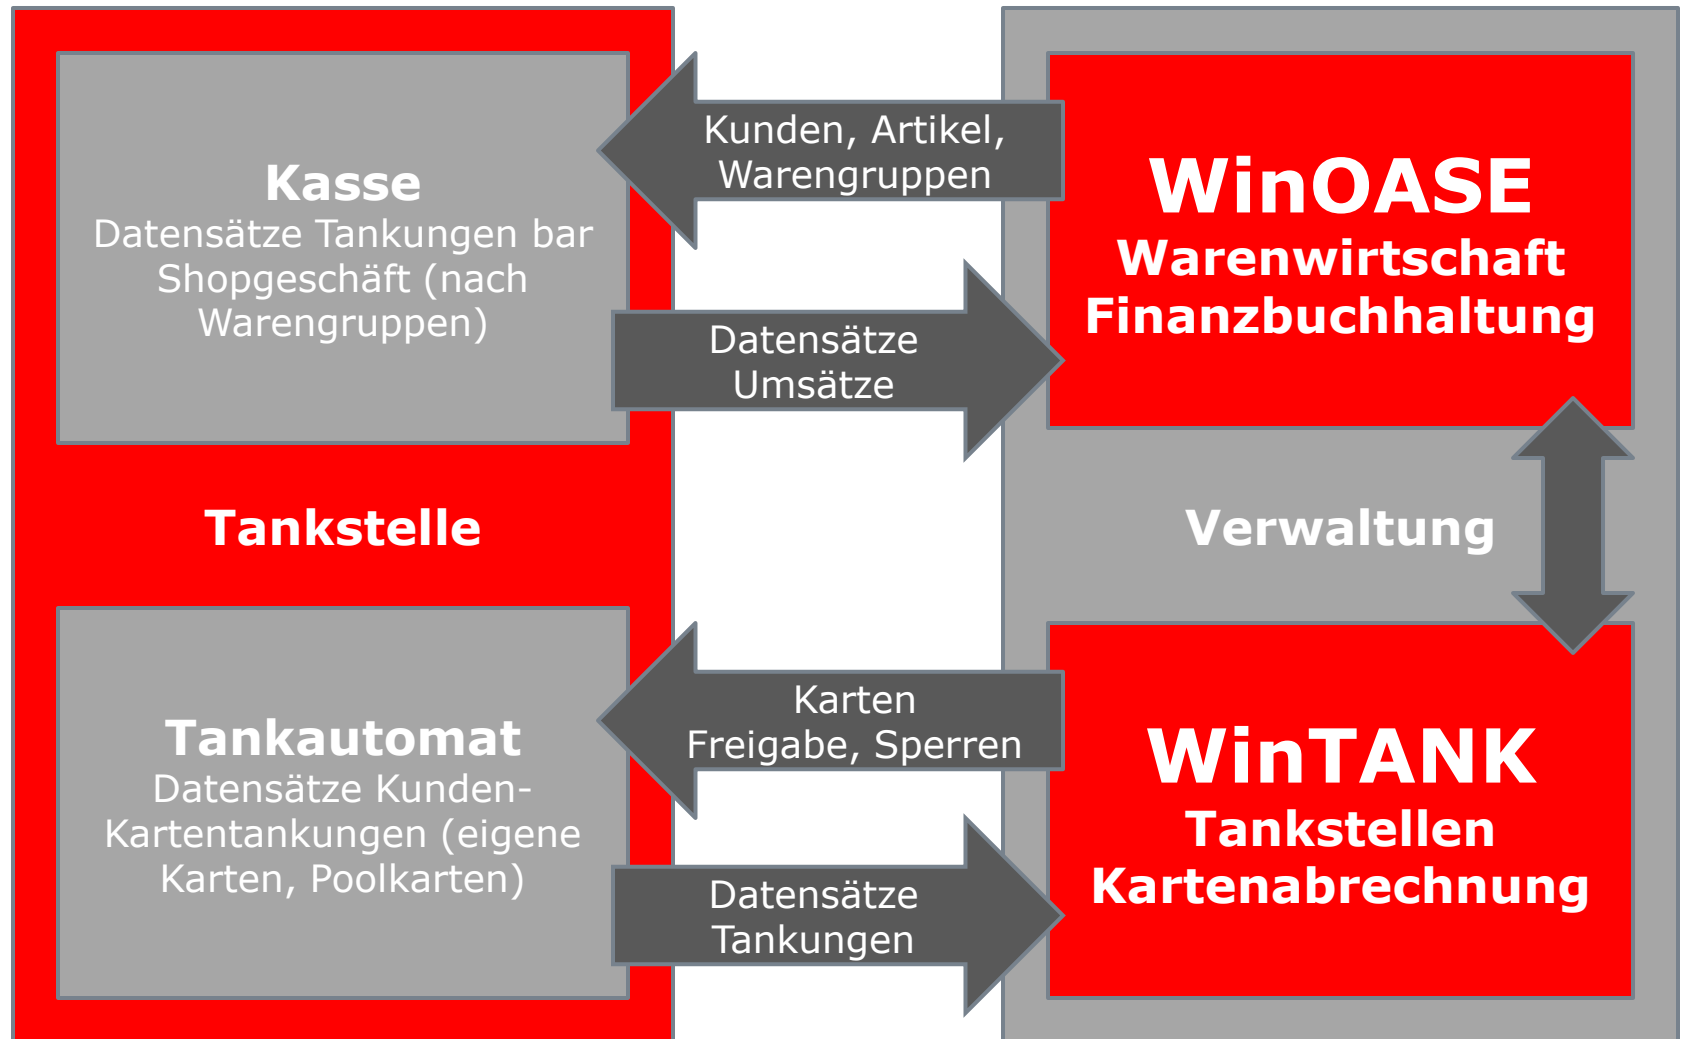 Kasse
Datensätze Tankungen bar
Shopgeschäft (nach
Warengruppen)
Kunden, Artikel,
Warengruppen
Datensätze
Umsätze
WinOASE
Warenwirtschaft
Finanzbuchhaltung
Tankstelle
Verwaltung
Tankautomat
Datensätze Kunden-
Kartentankungen (eigene
Karten, Poolkarten)
Karten
Freigabe, Sperren
Datensätze
Tankungen
WinTANK
Tankstellen
Kartenabrechnung